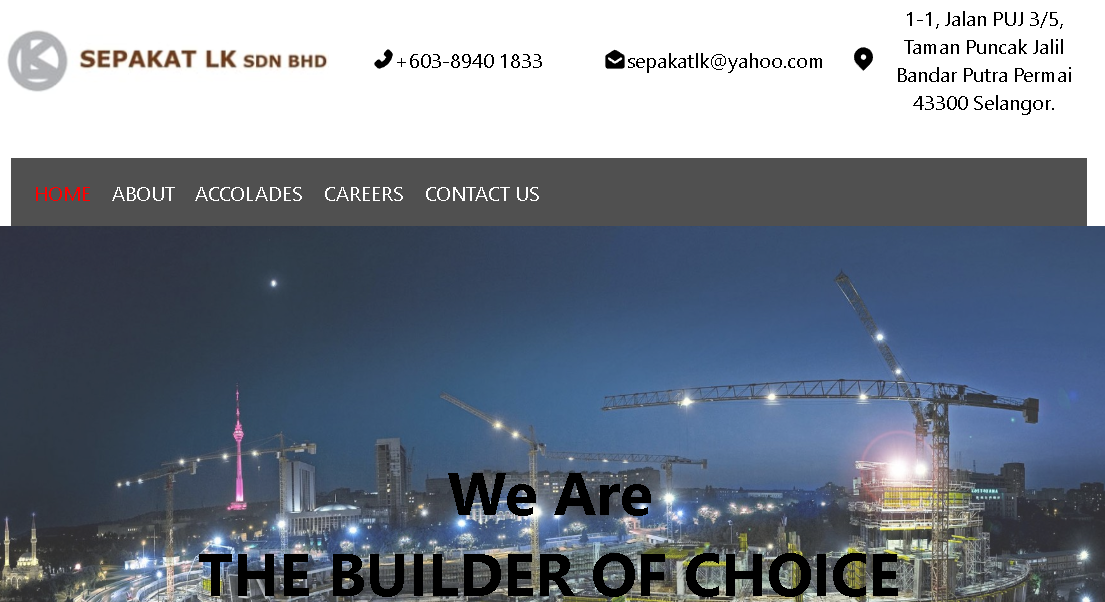 SEPAKAT LK SDN BHD
+603-8940 1833
sepakatlk@yahoo.com
1-1, Jalan PUJ 3/5,
Taman Puncak Jalil
Bandar Putra Permai
43300 Selangor.
HOME ABOUT ACCOLADES CAREERS CONTACT US
We Are
THE BUILDER OF CHOICE